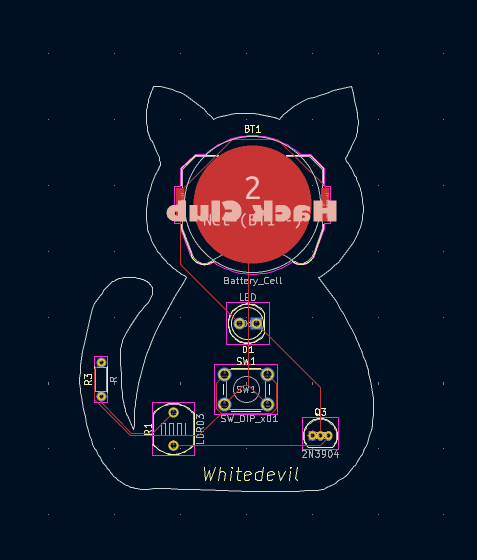 BT1
2
Hack Club
Net (BT1 -)
Battery_Cell
LED
D1
SW1
SW1
SW_DIP_x01
R3
R
R1
LDR03
Q3
2N3904
Whitedevil